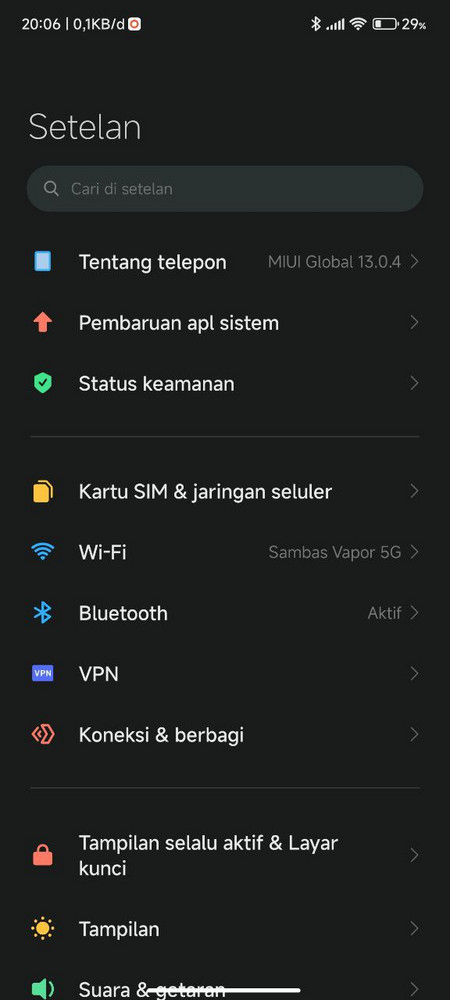 20:06 | 0,1KB/d 29%
Setelan
Cari di setelan
Tentang telepon MIUI Global 13.0.4
Pembaruan apl sistem
Status keamanan
Kartu SIM & jaringan seluler
Wi-Fi Sambas Vapor 5G
Bluetooth Aktif
VPN VPN
Koneksi & berbagi
Tampilan selalu aktif & Layar
kunci
Tampilan
Suara & getaran